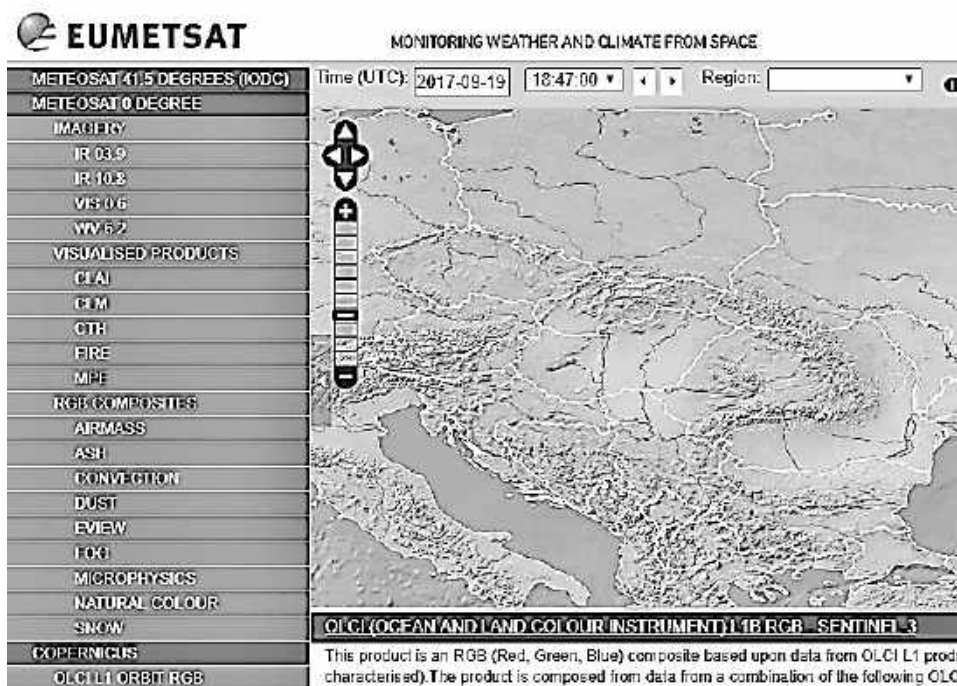 EUMETSAT
MONITORING WEATHER AND CLIMATE FROM SPACE
METEOSAT 41.5 DEGREES (IODC)
METEOSAT 0 DEGREE
IMAGERY
IR 03.9
IR 10.8
VIS 0.6
WV 6.2
VISUALISED PRODUCTS
CLAI
CLM
CTH
FIRE
MPE
RGB COMPOSITES
AIRMASS
ASH
CONVECTION
DUST
EVIEW
FOG
MICROPHYSICS
NATURAL COLOUR
SNOW
COPERNICUS
OLCI L1 ORBIT RGB
Time (UTC): 2017-09-19 18:47:00 Region:
OLCI (OCEAN AND LAND COLOUR INSTRUMENT) L1B RGB - SENTINEL-3
This product is an RGB (Red, Green, Blue) composite based upon data from OLCI L1 prod
characterised).The product is composed from data from a combination of the following OLC